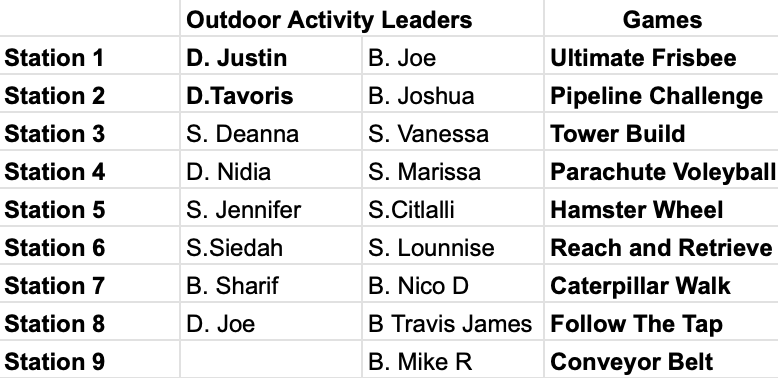 Outdoor Activity Leaders Games
Station 1 D. Justin B. Joe Ultimate Frisbee
Station 2 D.Tavoris B. Joshua Pipeline Challenge
Station 3 S. Deanna S. Vanessa Tower Build
Station 4 D. Nidia S. Marissa Parachute Voleyball
Station 5 S. Jennifer S.Citlalli Hamster Wheel
Station 6 S.Siedah S. Lounnise Reach and Retrieve
Station 7 B. Sharif B. Nico D Caterpillar Walk
Station 8 D. Joe B Travis James Follow The Tap
Station 9 B. Mike R Conveyor Belt